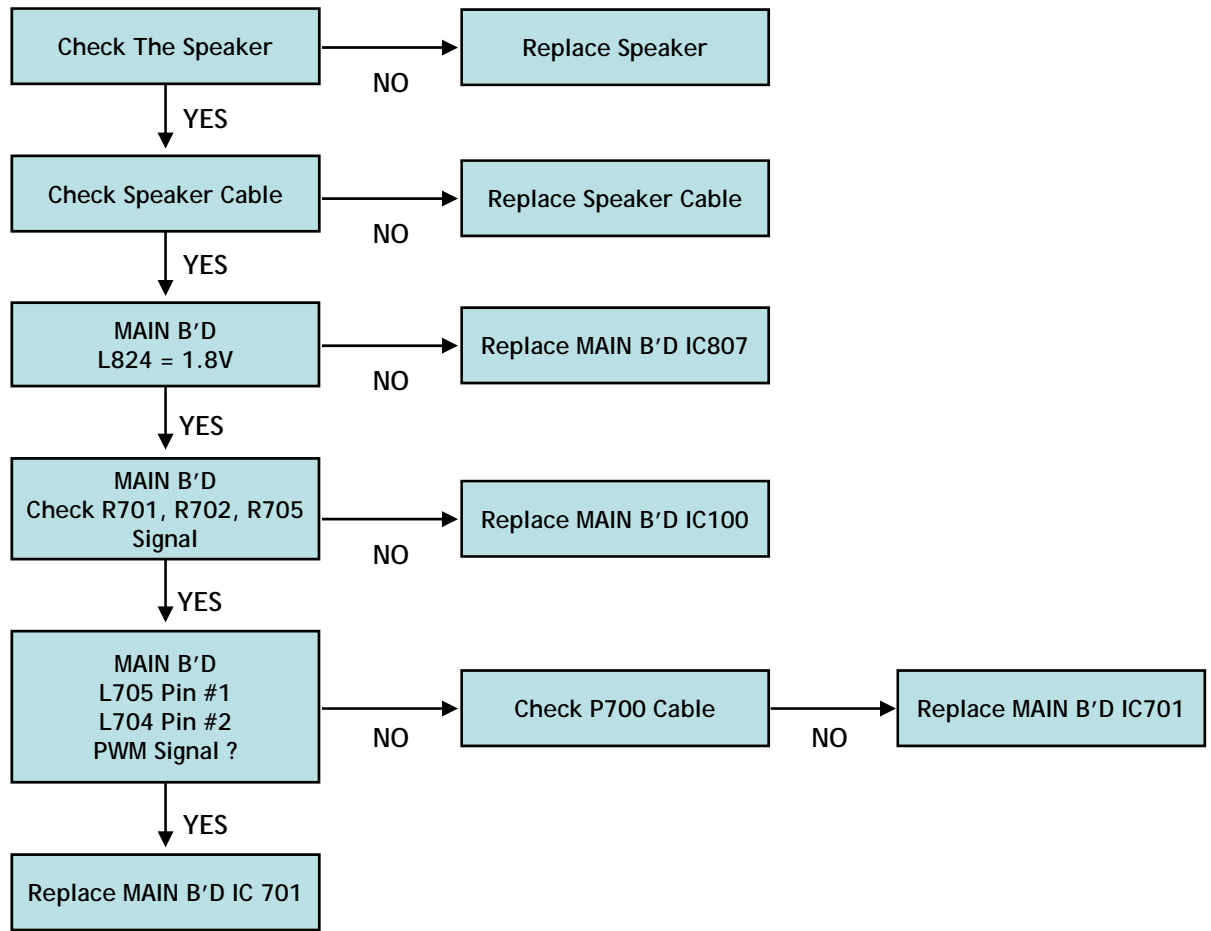 Check The Speaker
NO
Replace Speaker
YES
Check Speaker Cable
NO
Replace Speaker Cable
YES
MAIN B'D
L824 = 1.8V
NO
Replace MAIN B'D IC807
YES
MAIN B'D
Check R701, R702, R705
Signal
NO
Replace MAIN B'D IC100
YES
MAIN B'D
L705 Pin #1
L704 Pin #2
PWM Signal ?
NO
Check P700 Cable
NO
Replace MAIN B'D IC701
YES
Replace MAIN B'D IC 701